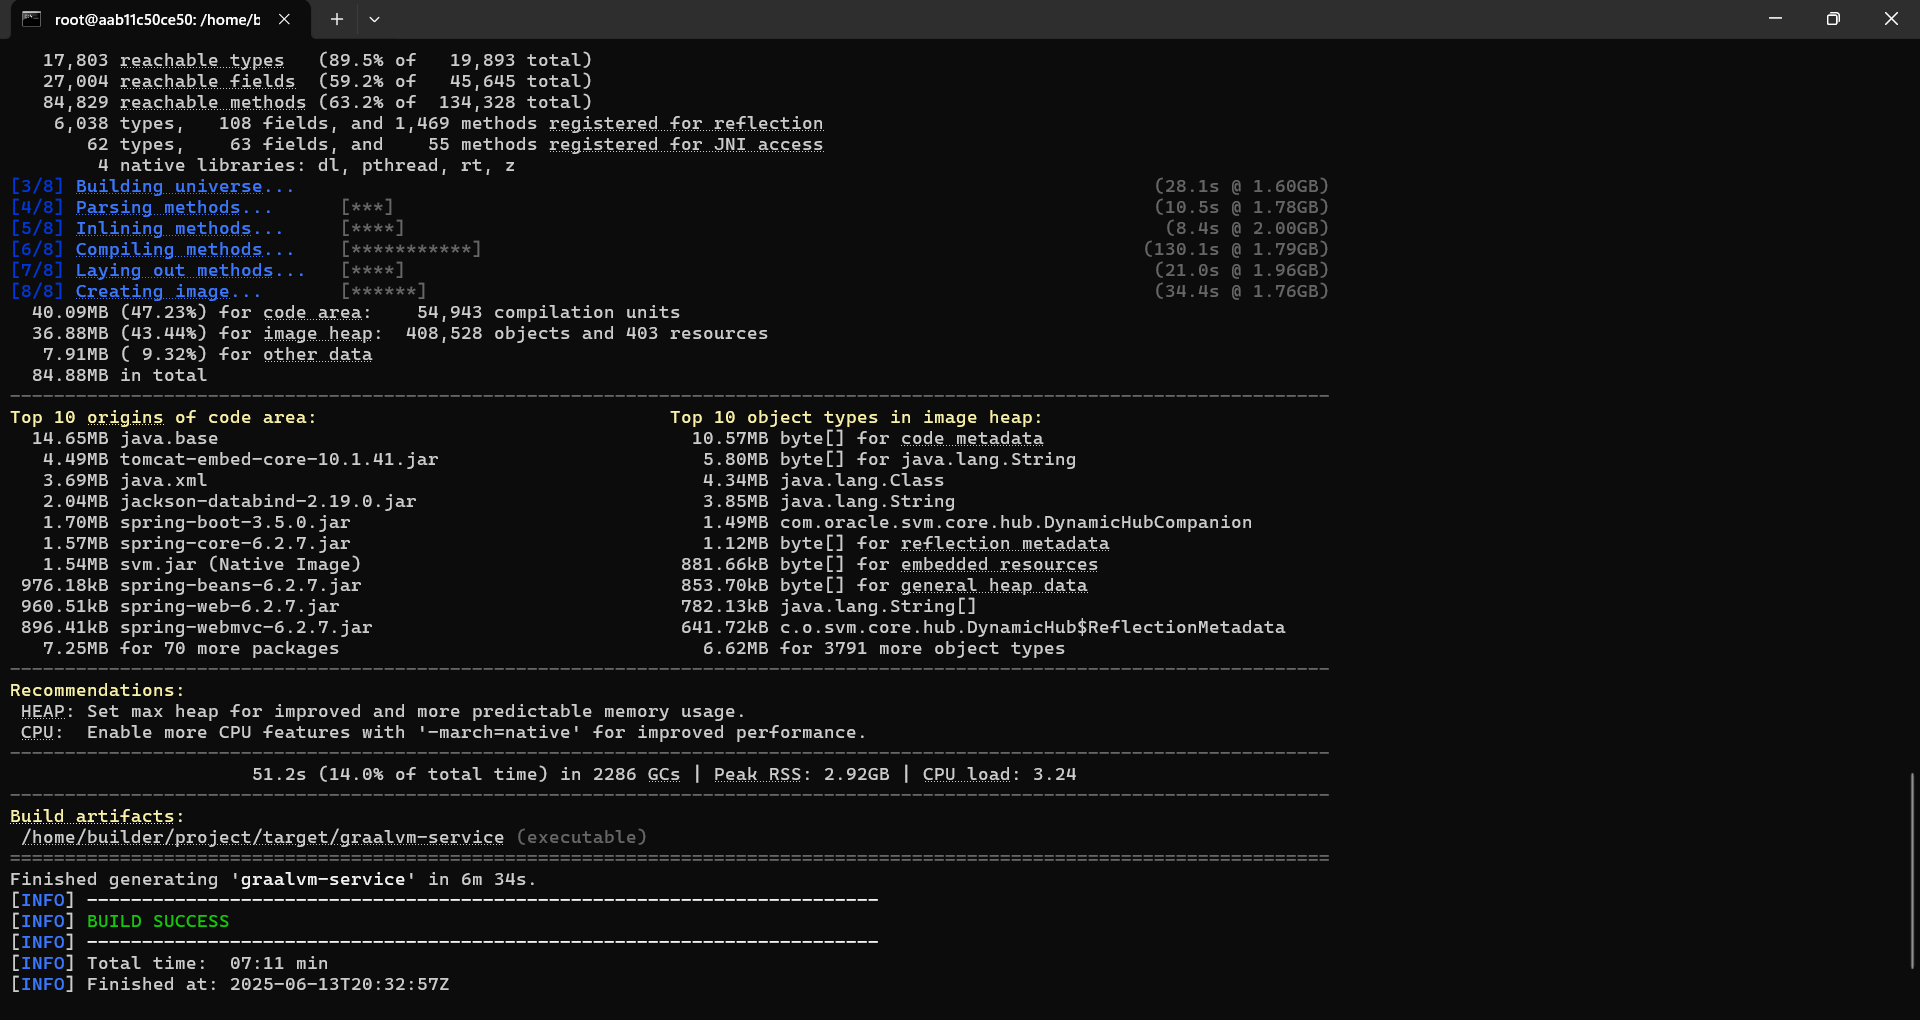 root@aab11c50ce50: /home/b
17,803 reachable types   (89.5% of   19,893 total)
27,004 reachable fields  (59.2% of   45,645 total)
84,829 reachable methods (63.2% of  134,328 total)
6,038 types,   108 fields, and 1,469 methods registered for reflection
62 types,    63 fields, and    55 methods registered for JNI access
4 native libraries: dl, pthread, rt, z
[3/8] Building universe... (28.1s @ 1.60GB)
[4/8] Parsing methods...      [***] (10.5s @ 1.78GB)
[5/8] Inlining methods...     [****] (8.4s @ 2.00GB)
[6/8] Compiling methods...    [***********] (130.1s @ 1.79GB)
[7/8] Laying out methods...   [****] (21.0s @ 1.96GB)
[8/8] Creating image...       [******] (34.4s @ 1.76GB)
40.09MB (47.23%) for code area:    54,943 compilation units
36.88MB (43.44%) for image heap:  408,528 objects and 403 resources
7.91MB ( 9.32%) for other data
84.88MB in total
Top 10 origins of code area: Top 10 object types in image heap:
14.65MB java.base 10.57MB byte[] for code metadata
4.49MB tomcat-embed-core-10.1.41.jar 5.80MB byte[] for java.lang.String
3.69MB java.xml 4.34MB java.lang.Class
2.04MB jackson-databind-2.19.0.jar 3.85MB java.lang.String
1.70MB spring-boot-3.5.0.jar 1.49MB com.oracle.svm.core.hub.DynamicHubCompanion
1.57MB spring-core-6.2.7.jar 1.12MB byte[] for reflection metadata
1.54MB svm.jar (Native Image) 881.66kB byte[] for embedded resources
976.18kB spring-beans-6.2.7.jar 853.70kB byte[] for general heap data
960.51kB spring-web-6.2.7.jar 782.13kB java.lang.String[]
896.41kB spring-webmvc-6.2.7.jar 641.72kB c.o.svm.core.hub.DynamicHub$ReflectionMetadata
7.25MB for 70 more packages 6.62MB for 3791 more object types
Recommendations:
HEAP: Set max heap for improved and more predictable memory usage.
CPU:  Enable more CPU features with '-march=native' for improved performance.
51.2s (14.0% of total time) in 2286 GCs | Peak RSS: 2.92GB | CPU load: 3.24
Build artifacts:
/home/builder/project/target/graalvm-service (executable)
Finished generating 'graalvm-service' in 6m 34s.
[INFO] ------------------------------------------------------------------------
[INFO] BUILD SUCCESS
[INFO] ------------------------------------------------------------------------
[INFO] Total time:  07:11 min
[INFO] Finished at: 2025-06-13T20:32:57Z